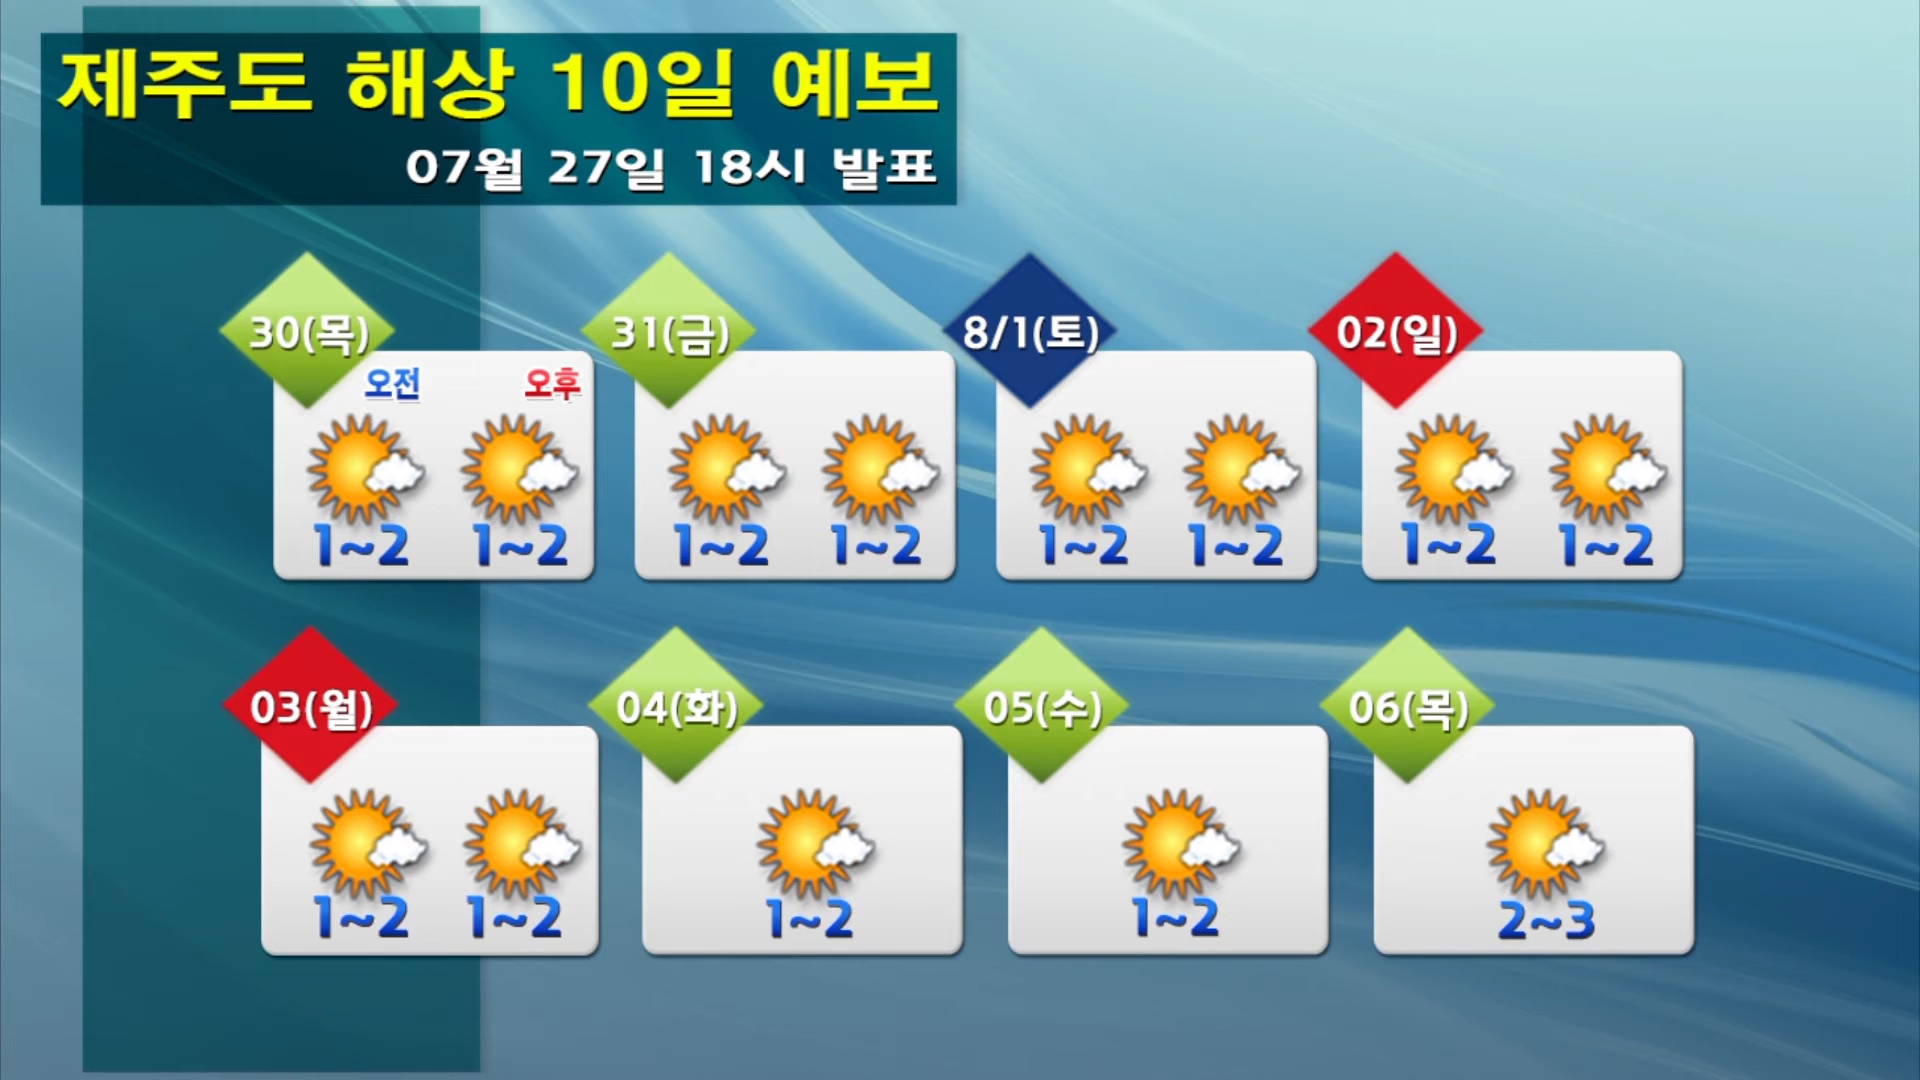 제주도 해상 10일 예보
07월 27일 18시 발표
30(목) 31(금) 8/1(토) 02(일)
오전 오후
1~2 1~2 1~2 1~2 1~2 1~2 1~2 1~2
03(월) 04(화) 05(수) 06(목)
1~2 1~2 1~2 1~2 2~3